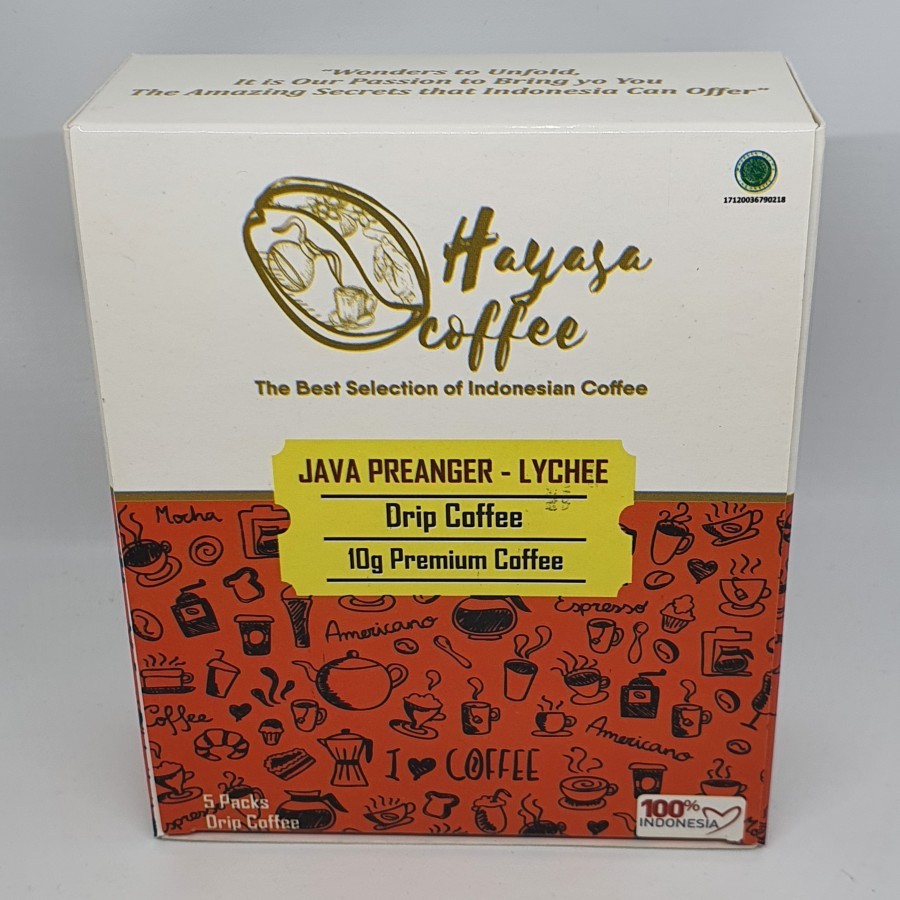 "Wonders to Unfold,
It is Our Passion to Bring yo You
The Amazing Secrets that Indonesia Can Offer"
17120036790218
Hayasa
coffee
The Best Selection of Indonesian Coffee
JAVA PREANGER - LYCHEE
Drip Coffee
10g Premium Coffee
Mocha
Espresso
Americano
Coffee
Americano
I COFFEE
5 Packs
Drip Coffee
100%
INDONESIA